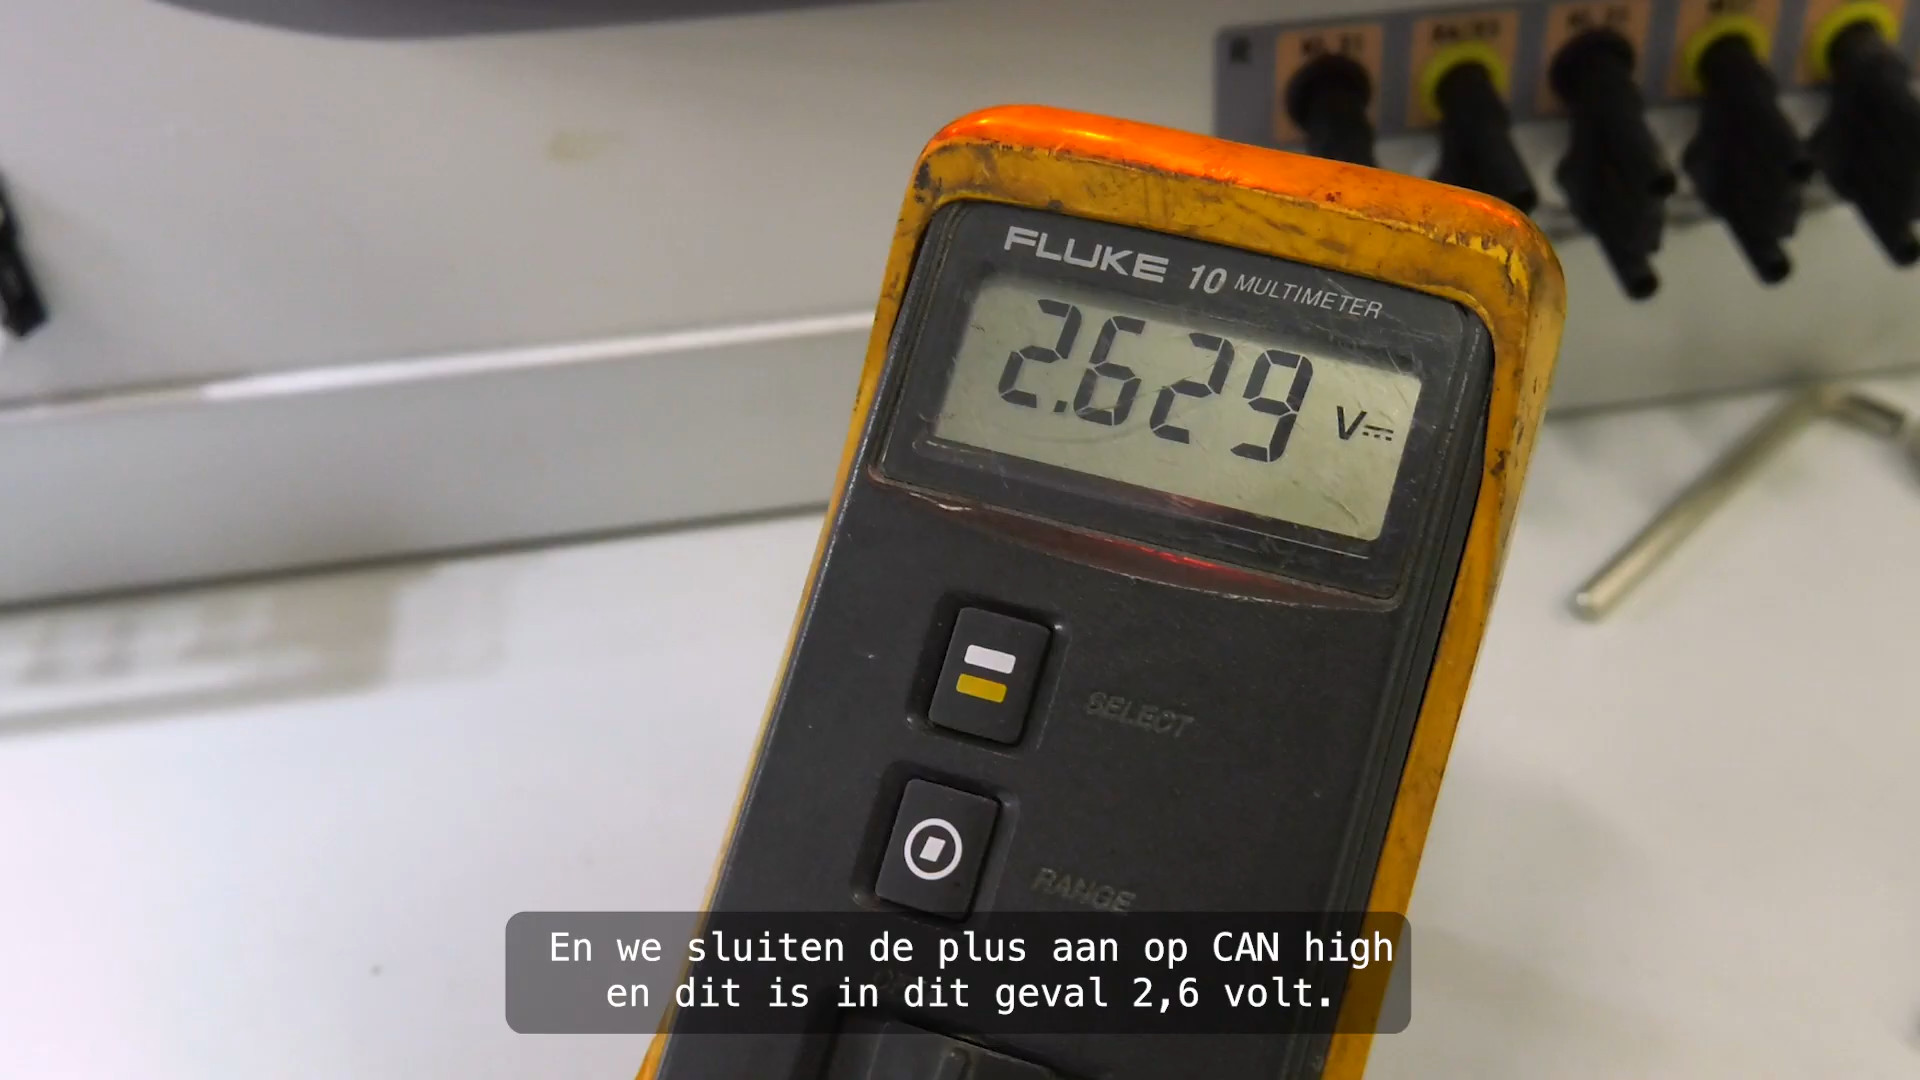 FLUKE 10 MULTIMETER
2.629 V
SELECT
RANGE
En we sluiten de plus aan op CAN high
en dit is in dit geval 2,6 volt.